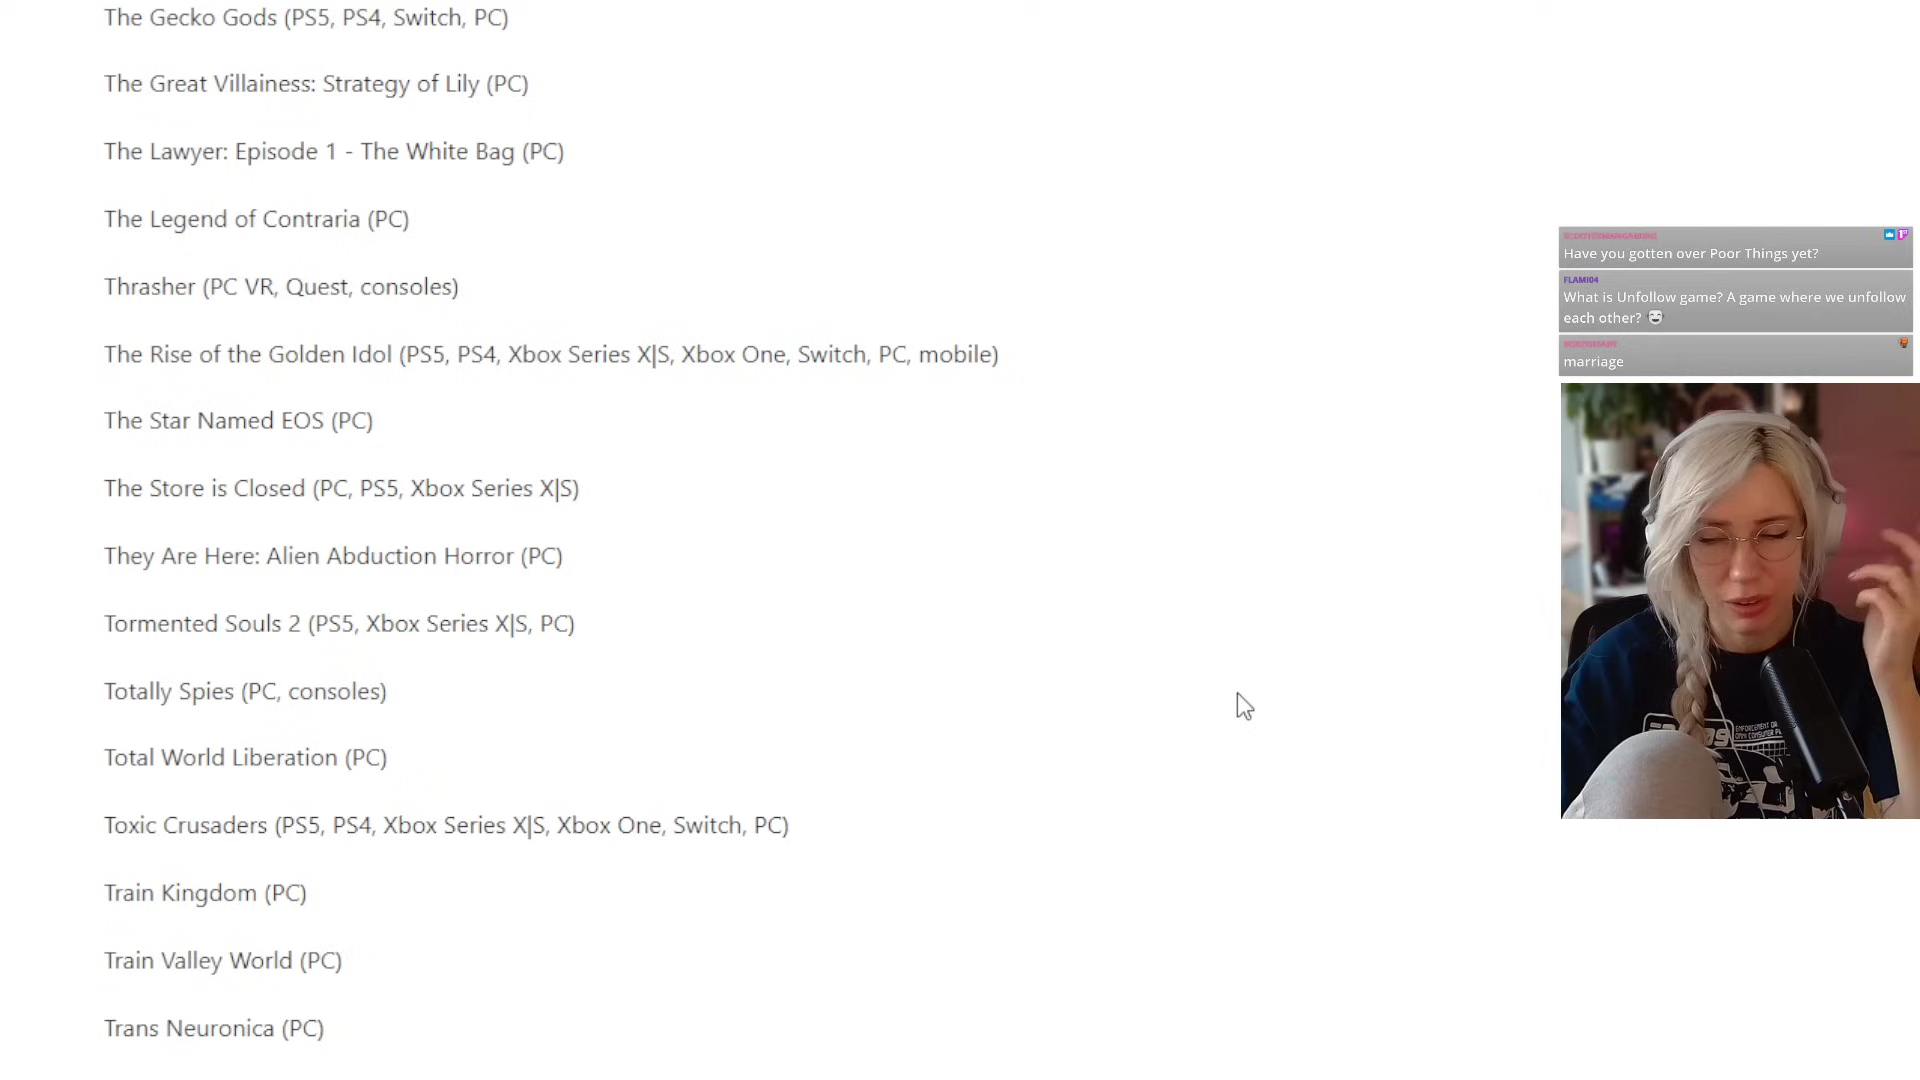 The Gecko Gods (PS5, PS4, Switch, PC)
The Great Villainess: Strategy of Lily (PC)
The Lawyer: Episode 1 - The White Bag (PC)
The Legend of Contraria (PC)
Thrasher (PC VR, Quest, consoles)
The Rise of the Golden Idol (PS5, PS4, Xbox Series X|S, Xbox One, Switch, PC, mobile)
The Star Named EOS (PC)
The Store is Closed (PC, PS5, Xbox Series X|S)
They Are Here: Alien Abduction Horror (PC)
Tormented Souls 2 (PS5, Xbox Series X|S, PC)
Totally Spies (PC, consoles)
Total World Liberation (PC)
Toxic Crusaders (PS5, PS4, Xbox Series X|S, Xbox One, Switch, PC)
Train Kingdom (PC)
Train Valley World (PC)
Trans Neuronica (PC)
Have you gotten over Poor Things yet?
FLAMI04
What is Unfollow game? A game where we unfollow
each other?
marriage